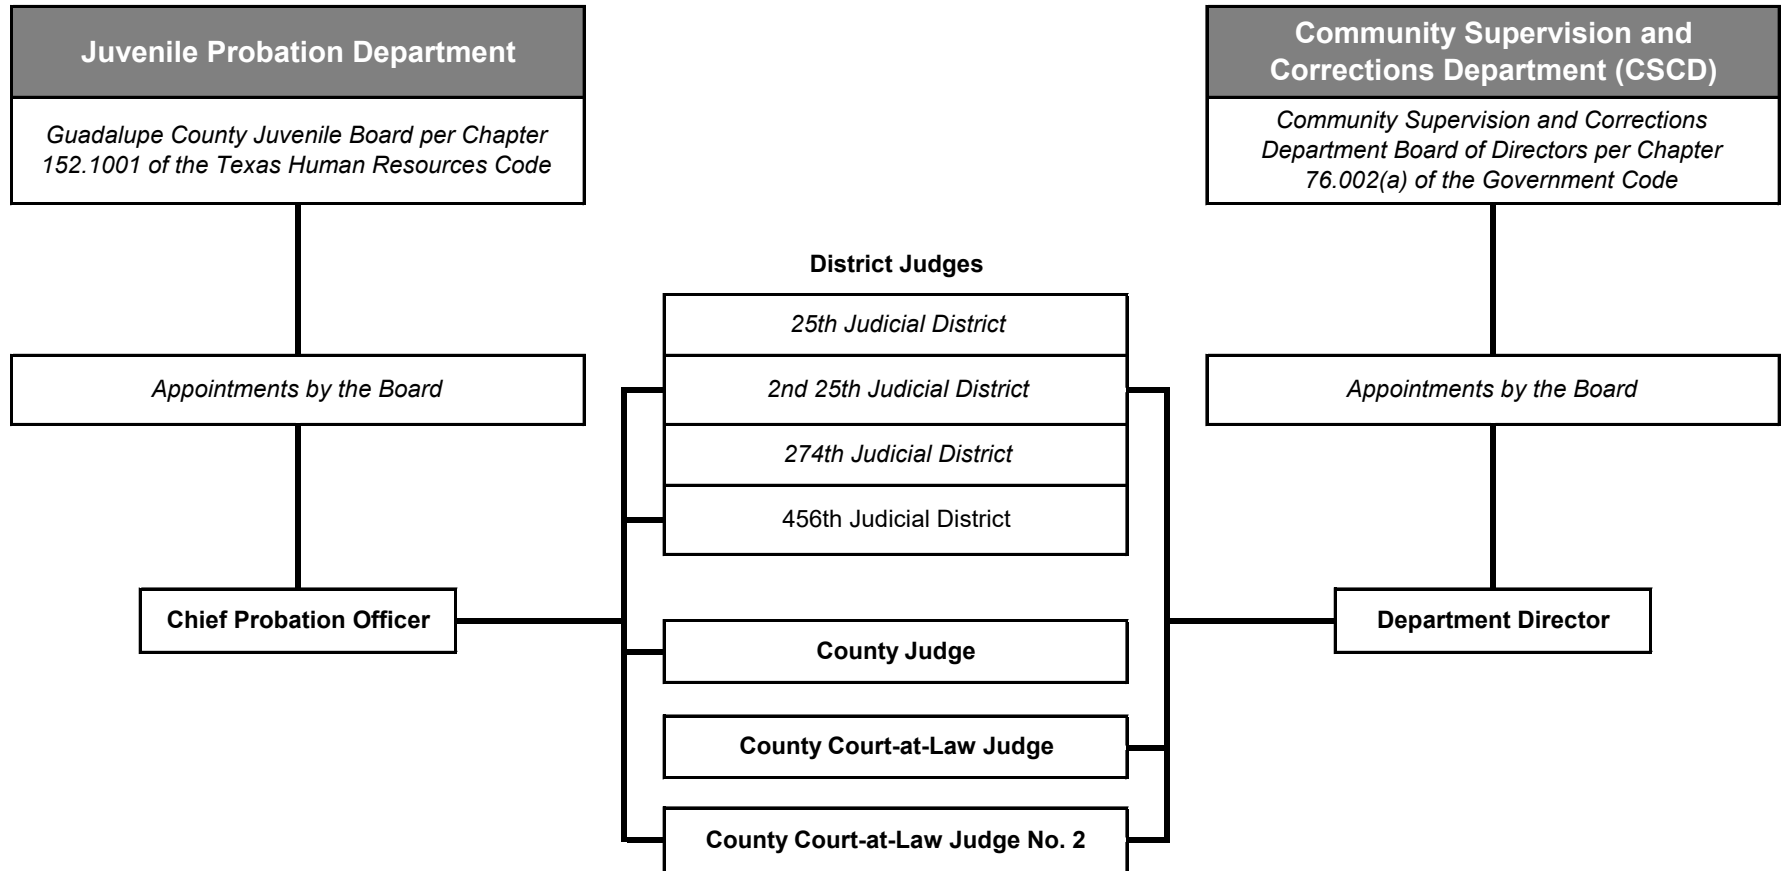 Juvenile Probation Department
Guadalupe County Juvenile Board per Chapter
152.1001 of the Texas Human Resources Code
Appointments by the Board
Chief Probation Officer
District Judges
25th Judicial District
2nd 25th Judicial District
274th Judicial District
456th Judicial District
County Judge
County Court-at-Law Judge
County Court-at-Law Judge No. 2
Community Supervision and
Corrections Department (CSCD)
Community Supervision and Corrections
Department Board of Directors per Chapter
76.002(a) of the Government Code
Appointments by the Board
Department Director